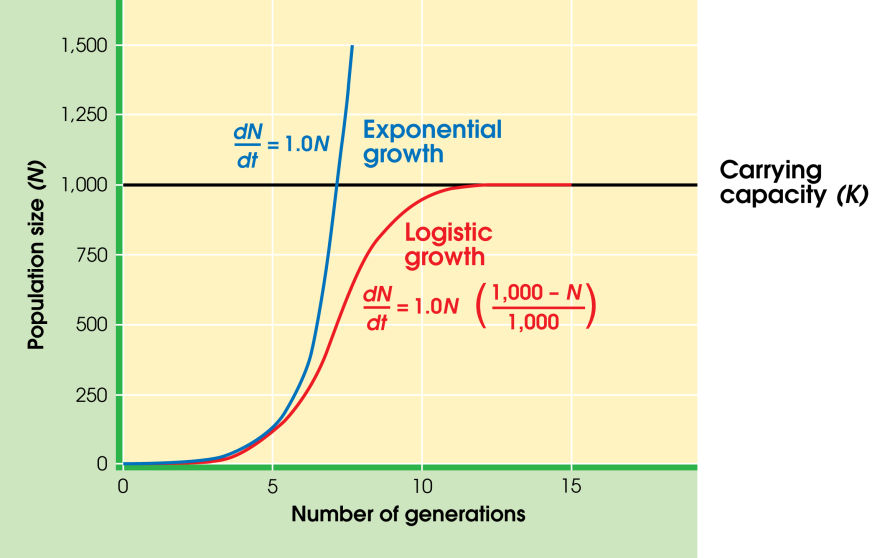 1,500
1,250
1,000
750
500
250
0
0
5
10
15
Population size (N)
Number of generations
dN
dt
= 1.0N
Exponential
growth
Carrying
capacity (K)
Logistic
growth
dN
dt
= 1.0N
( 1,000 – N )
1,000